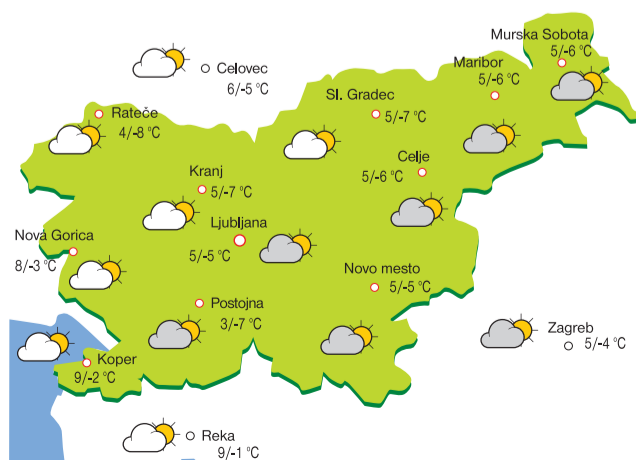 Murska Sobota
5/-6 °C
Celovec
6/-5 °C
Maribor
5/-6 °C
Sl. Gradec
5/-7 °C
Rateče
4/-8 °C
Celje
5/-6 °C
Kranj
5/-7 °C
Ljubljana
5/-5 °C
Nova Gorica
8/-3 °C
Novo mesto
5/-5 °C
Postojna
3/-7 °C
Zagreb
5/-4 °C
Koper
9/-2 °C
Reka
9/-1 °C